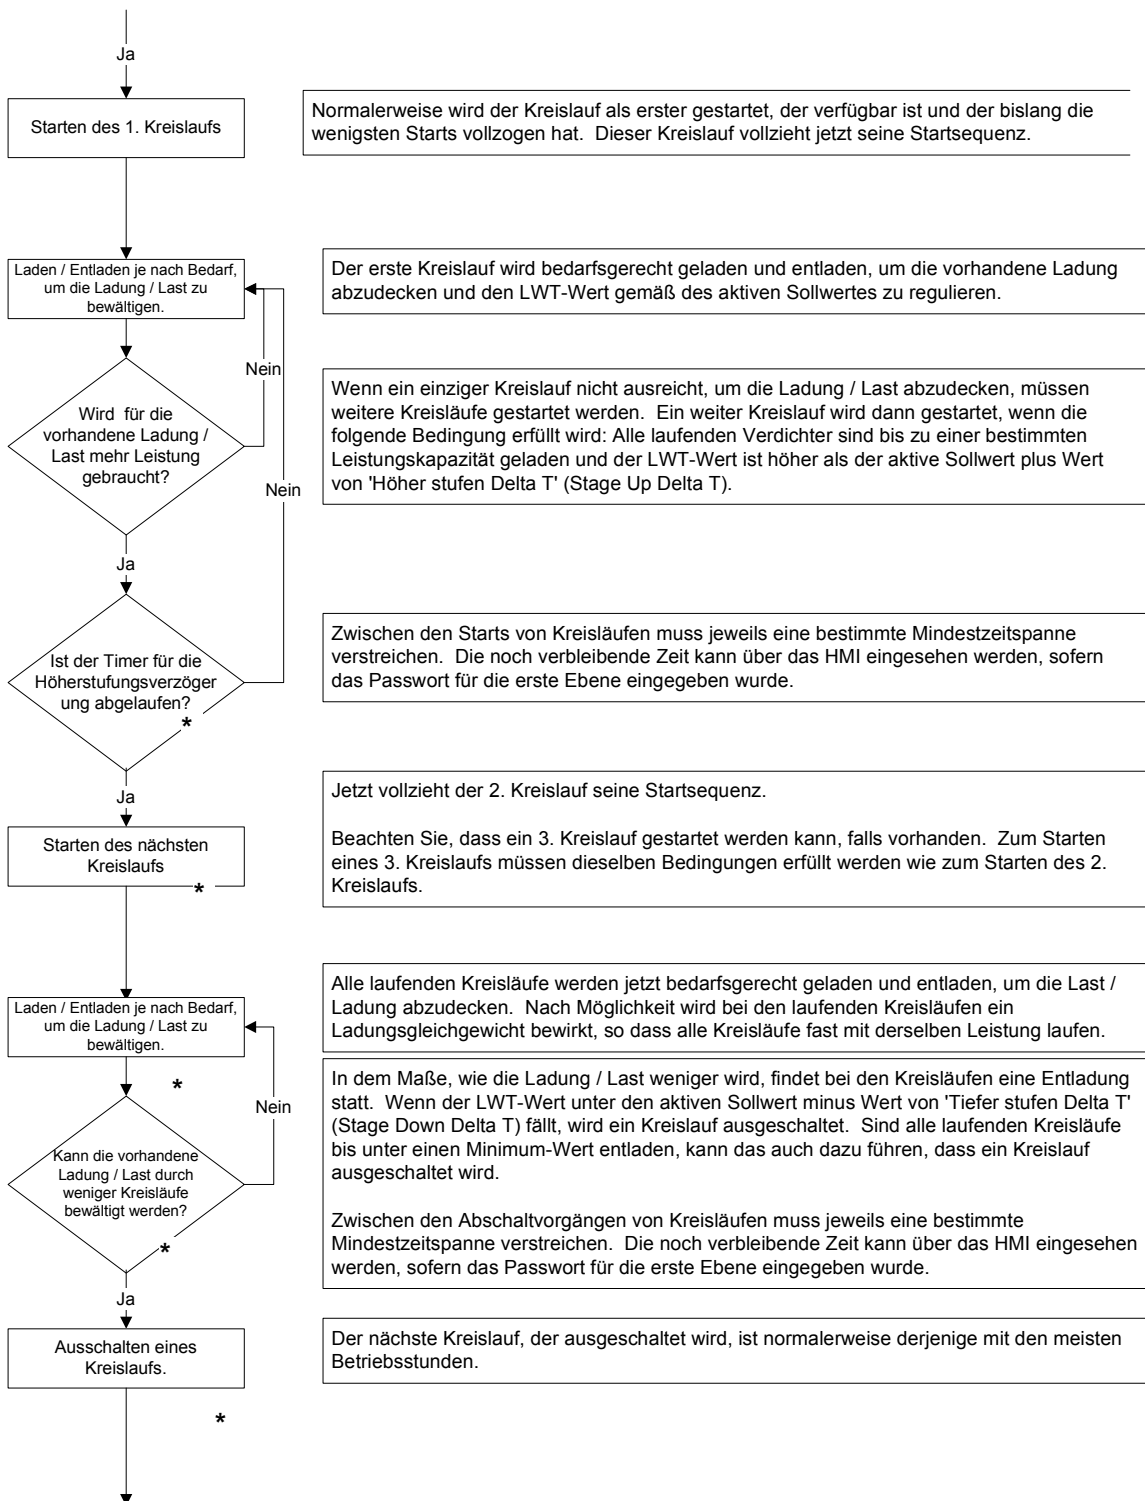 Ja
Starten des 1. Kreislaufs
Normalerweise wird der Kreislauf als erster gestartet, der verfügbar ist und der bislang die
wenigsten Starts vollzogen hat.  Dieser Kreislauf vollzieht jetzt seine Startsequenz.
Laden / Entladen je nach Bedarf,
um die Ladung / Last zu
bewältigen.
Der erste Kreislauf wird bedarfsgerecht geladen und entladen, um die vorhandene Ladung
abzudecken und den LWT-Wert gemäß des aktiven Sollwertes zu regulieren.
Nein
Wird  für die
vorhandene Ladung /
Last mehr Leistung
gebraucht?
Wenn ein einziger Kreislauf nicht ausreicht, um die Ladung / Last abzudecken, müssen
weitere Kreisläufe gestartet werden.  Ein weiter Kreislauf wird dann gestartet, wenn die
folgende Bedingung erfüllt wird: Alle laufenden Verdichter sind bis zu einer bestimmten
Leistungskapazität geladen und der LWT-Wert ist höher als der aktive Sollwert plus Wert
von 'Höher stufen Delta T' (Stage Up Delta T).
Nein
Ja
Ist der Timer für die
Höherstufungsverzöger
ung abgelaufen?
*
Zwischen den Starts von Kreisläufen muss jeweils eine bestimmte Mindestzeitspanne
verstreichen.  Die noch verbleibende Zeit kann über das HMI eingesehen werden, sofern
das Passwort für die erste Ebene eingegeben wurde.
Ja
Starten des nächsten
Kreislaufs
*
Jetzt vollzieht der 2. Kreislauf seine Startsequenz.
Beachten Sie, dass ein 3. Kreislauf gestartet werden kann, falls vorhanden.  Zum Starten
eines 3. Kreislaufs müssen dieselben Bedingungen erfüllt werden wie zum Starten des 2.
Kreislaufs.
Laden / Entladen je nach Bedarf,
um die Ladung / Last zu
bewältigen.
*
Alle laufenden Kreisläufe werden jetzt bedarfsgerecht geladen und entladen, um die Last /
Ladung abzudecken.  Nach Möglichkeit wird bei den laufenden Kreisläufen ein
Ladungsgleichgewicht bewirkt, so dass alle Kreisläufe fast mit derselben Leistung laufen.
Nein
Kann die vorhandene
Ladung / Last durch
weniger Kreisläufe
bewältigt werden?
*
In dem Maße, wie die Ladung / Last weniger wird, findet bei den Kreisläufen eine Entladung
statt.  Wenn der LWT-Wert unter den aktiven Sollwert minus Wert von 'Tiefer stufen Delta T'
(Stage Down Delta T) fällt, wird ein Kreislauf ausgeschaltet.  Sind alle laufenden Kreisläufe
bis unter einen Minimum-Wert entladen, kann das auch dazu führen, dass ein Kreislauf
ausgeschaltet wird.
Zwischen den Abschaltvorgängen von Kreisläufen muss jeweils eine bestimmte
Mindestzeitspanne verstreichen.  Die noch verbleibende Zeit kann über das HMI eingesehen
werden, sofern das Passwort für die erste Ebene eingegeben wurde.
Ja
Ausschalten eines
Kreislaufs.
*
Der nächste Kreislauf, der ausgeschaltet wird, ist normalerweise derjenige mit den meisten
Betriebsstunden.